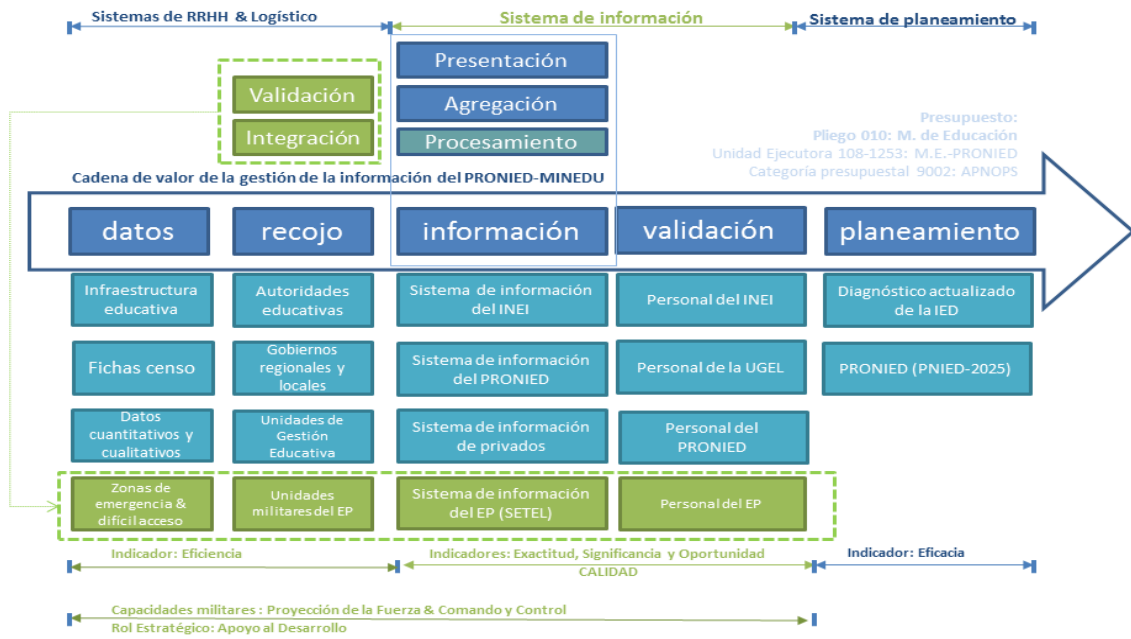 Sistemas de RRHH & Logístico
Sistema de información
Sistema de planeamiento
Validación
Integración
Presentación
Agregación
Procesamiento
Presupuesto:
Pliego 010: M. de Educación
Unidad Ejecutora 108-1253: M.E.-PRONIED
Categoría presupuestal 9002: APNOPS
Cadena de valor de la gestión de la información del PRONIED-MINEDU
datos
recojo
información
validación
planeamiento
Infraestructura
educativa
Autoridades
educativas
Sistema de información
del INEI
Personal del INEI
Diagnóstico actualizado
de la IED
Fichas censo
Gobiernos
regionales y
locales
Sistema de información
del PRONIED
Personal de la UGEL
PRONIED (PNIED-2025)
Datos
cuantitativos y
cualitativos
Unidades de
Gestión
Educativa
Sistema de información
de privados
Personal del
PRONIED
Zonas de
emergencia &
difícil acceso
Unidades
militares del EP
Sistema de información
del EP (SETEL)
Personal del EP
Indicador: Eficiencia
Indicadores: Exactitud, Significancia y Oportunidad
CALIDAD
Indicador: Eficacia
Capacidades militares : Proyección de la Fuerza & Comando y Control
Rol Estratégico: Apoyo al Desarrollo